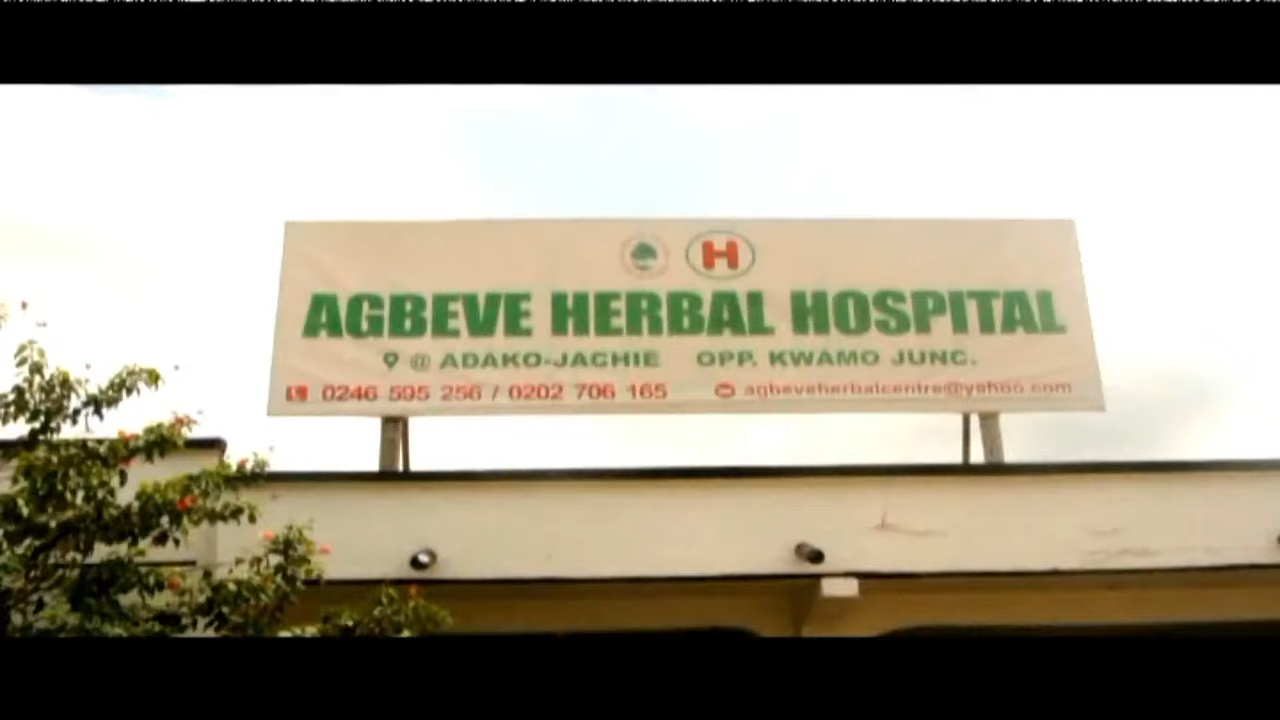 H
AGBEVE HERBAL HOSPITAL
@ ADAKO-JACHIE OPP. KWAMO JUNC.
0246 595 256 / 0202 706 165 agbeveherbalcentre@yahoo.com